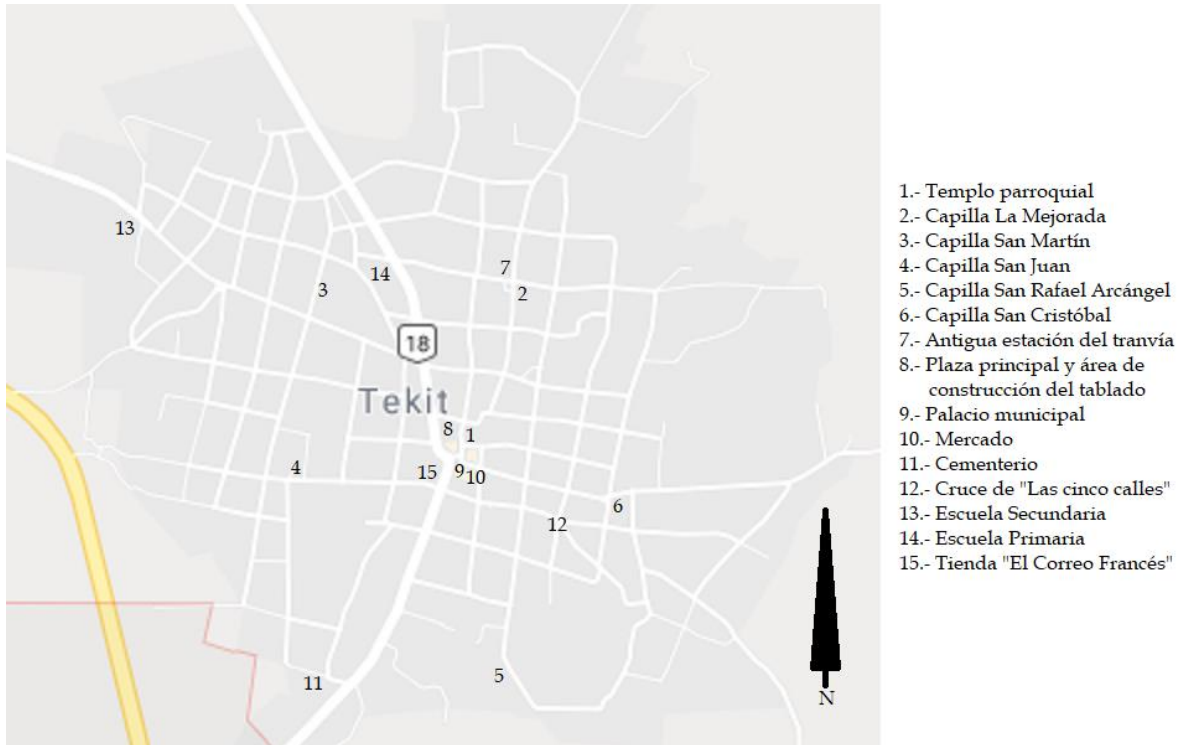 13
14
7
3
2
18
Tekit
8
1
4
15
9
10
6
12
11
5
N
1.- Templo parroquial
2.- Capilla La Mejorada
3.- Capilla San Martín
4.- Capilla San Juan
5.- Capilla San Rafael Arcángel
6.- Capilla San Cristóbal
7.- Antigua estación del tranvía
8.- Plaza principal y área de
construcción del tablado
9.- Palacio municipal
10.- Mercado
11.- Cementerio
12.- Cruce de "Las cinco calles"
13.- Escuela Secundaria
14.- Escuela Primaria
15.- Tienda "El Correo Francés"